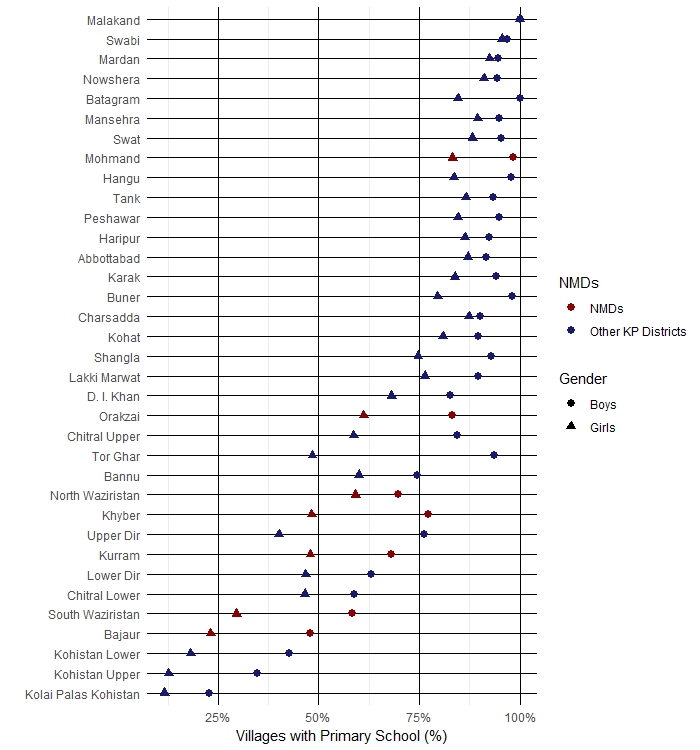 Malakand
Swabi
Mardan
Nowshera
Batagram
Mansehra
Swat
Mohmand
Hangu
Tank
Peshawar
Haripur
Abbottabad
Karak
Buner
Charsadda
Kohat
Shangla
Lakki Marwat
D. I. Khan
Orakzai
Chitral Upper
Tor Ghar
Bannu
North Waziristan
Khyber
Upper Dir
Kurram
Lower Dir
Chitral Lower
South Waziristan
Bajaur
Kohistan Lower
Kohistan Upper
Kolai Palas Kohistan
25% 50% 75% 100%
Villages with Primary School (%)
NMDs
NMDs
Other KP Districts
Gender
Boys
Girls